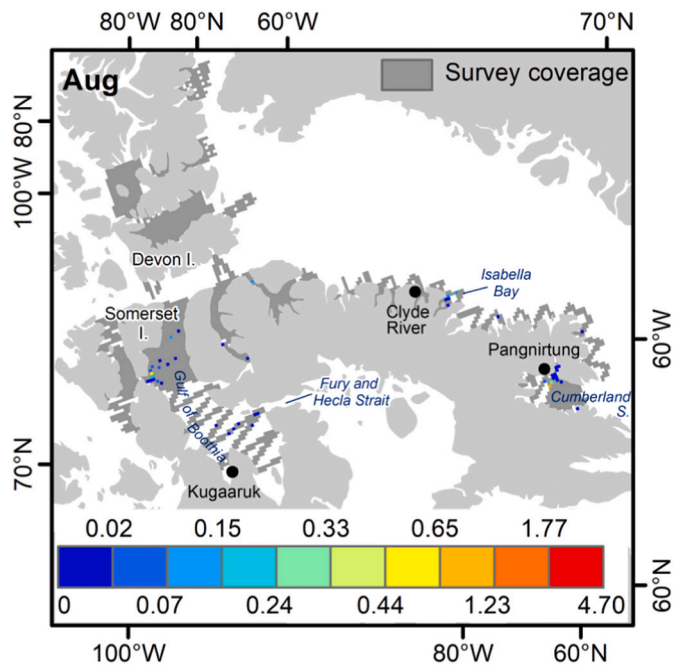 80°W 80°N 60°W 70°N
Aug
Survey coverage
80°N
100°W
Devon I.
Isabella
Bay
Somerset
I.
Clyde
River
60°W
Pangnirtung
Gulf of Boothia
Fury and
Hecla Strait
Cumberland
S.
70°N
Kugaaruk
0.02 0.15 0.33 0.65 1.77
0 0.07 0.24 0.44 1.23 4.70
60°N
100°W 80°W 60°W